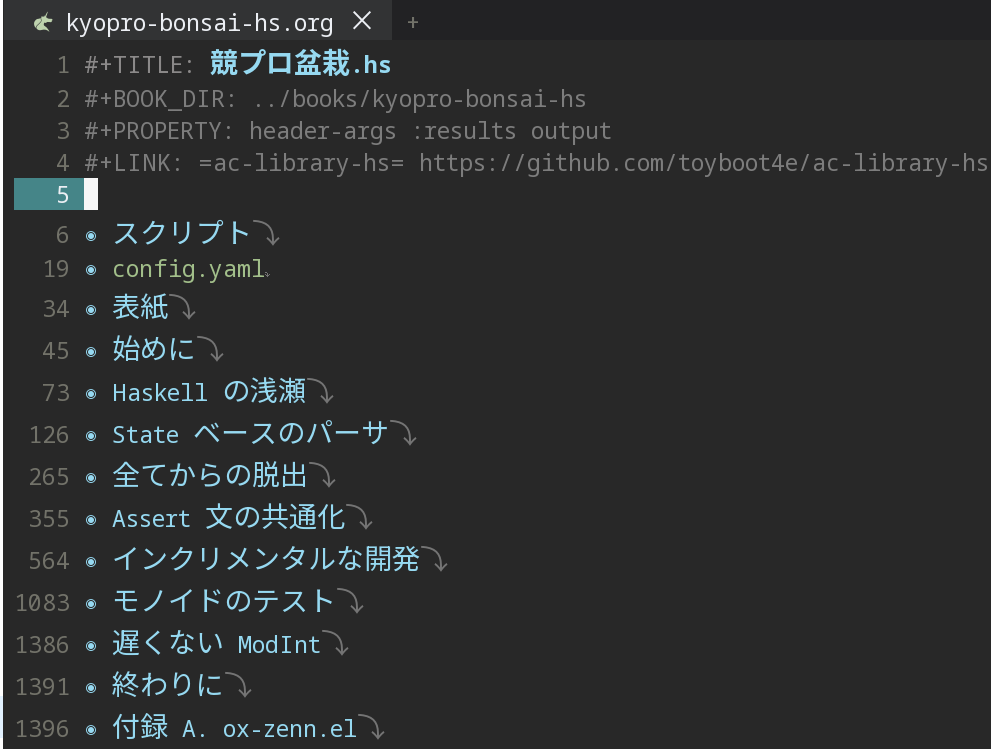 kyopro-bonsai-hs.org × +
1 #+TITLE: 競プロ盆栽.hs
2 #+BOOK_DIR: ../books/kyopro-bonsai-hs
3 #+PROPERTY: header-args :results output
4 #+LINK: =ac-library-hs= https://github.com/toyboot4e/ac-library-hs
5
6 ◉ スクリプト⤵
19 ◉ config.yaml⤵
34 ◉ 表紙⤵
45 ◉ 始めに⤵
73 ◉ Haskell の浅瀬⤵
126 ◉ State ベースのパーサ⤵
265 ◉ 全てからの脱出⤵
355 ◉ Assert 文の共通化⤵
564 ◉ インクリメンタルな開発⤵
1083 ◉ モノイドのテスト⤵
1386 ◉ 遅くない ModInt⤵
1391 ◉ 終わりに⤵
1396 ◉ 付録 A. ox-zenn.el⤵